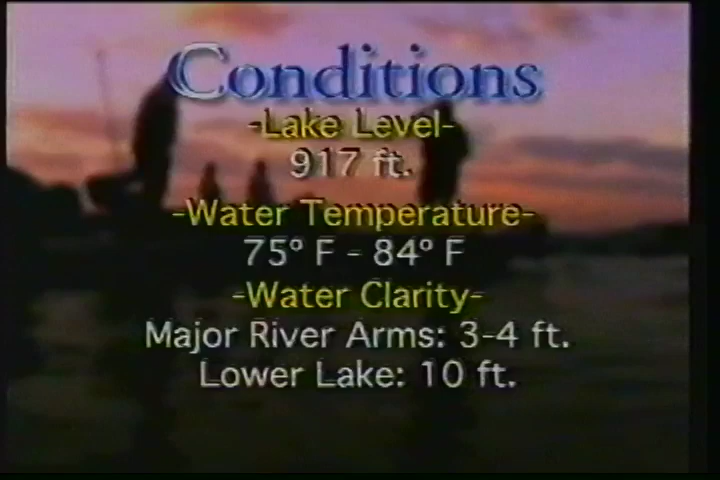 Conditions
-Lake Level-
917 ft.
-Water Temperature-
75° F - 84° F
-Water Clarity-
Major River Arms: 3-4 ft.
Lower Lake: 10 ft.